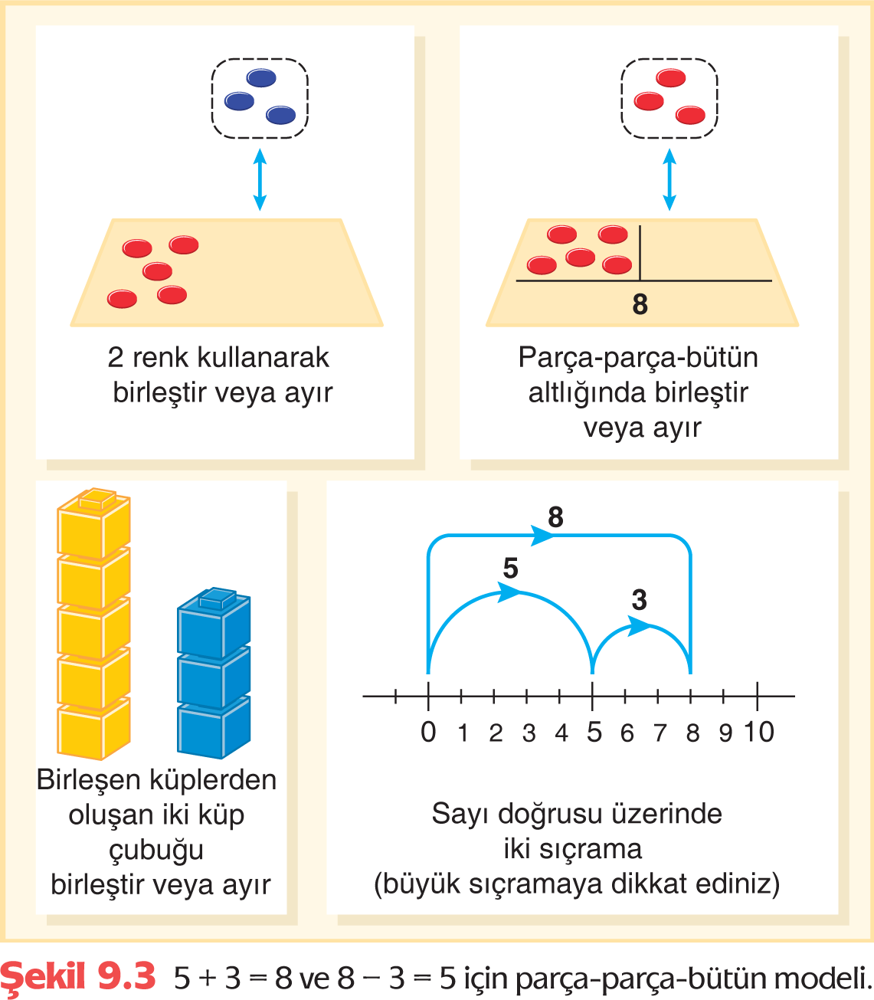 2 renk kullanarak
birleştir veya ayır
8
Parça-parça-bütün
altlığında birleştir
veya ayır
Birleşen küplerden
oluşan iki küp
çubuğu
birleştir veya ayır
8
5
3
0 1 2 3 4 5 6 7 8 9 10
Sayı doğrusu üzerinde
iki sıçrama
(büyük sıçramaya dikkat ediniz)
Şekil 9.3 5 + 3 = 8 ve 8 − 3 = 5 için parça-parça-bütün modeli.